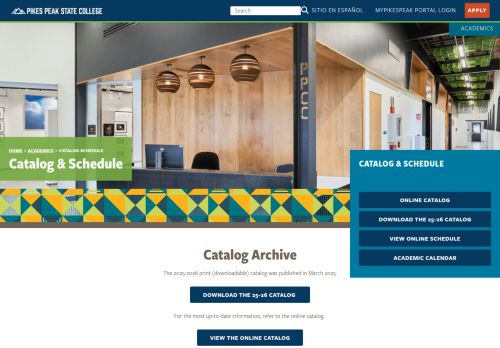 PIKES PEAK STATE COLLEGE
Search
SITIO EN ESPAÑOL
MYPIKESPEAK PORTAL LOGIN
APPLY
ACADEMICS
PPCC
HOME > ACADEMICS > CATALOG SCHEDULE
Catalog & Schedule
CATALOG & SCHEDULE
ONLINE CATALOG
DOWNLOAD THE 25-26 CATALOG
VIEW ONLINE SCHEDULE
ACADEMIC CALENDAR
Catalog Archive
The 2025-2026 print (downloadable) catalog was published in March 2025.
DOWNLOAD THE 25-26 CATALOG
For the most up-to-date information, refer to the online catalog.
VIEW THE ONLINE CATALOG